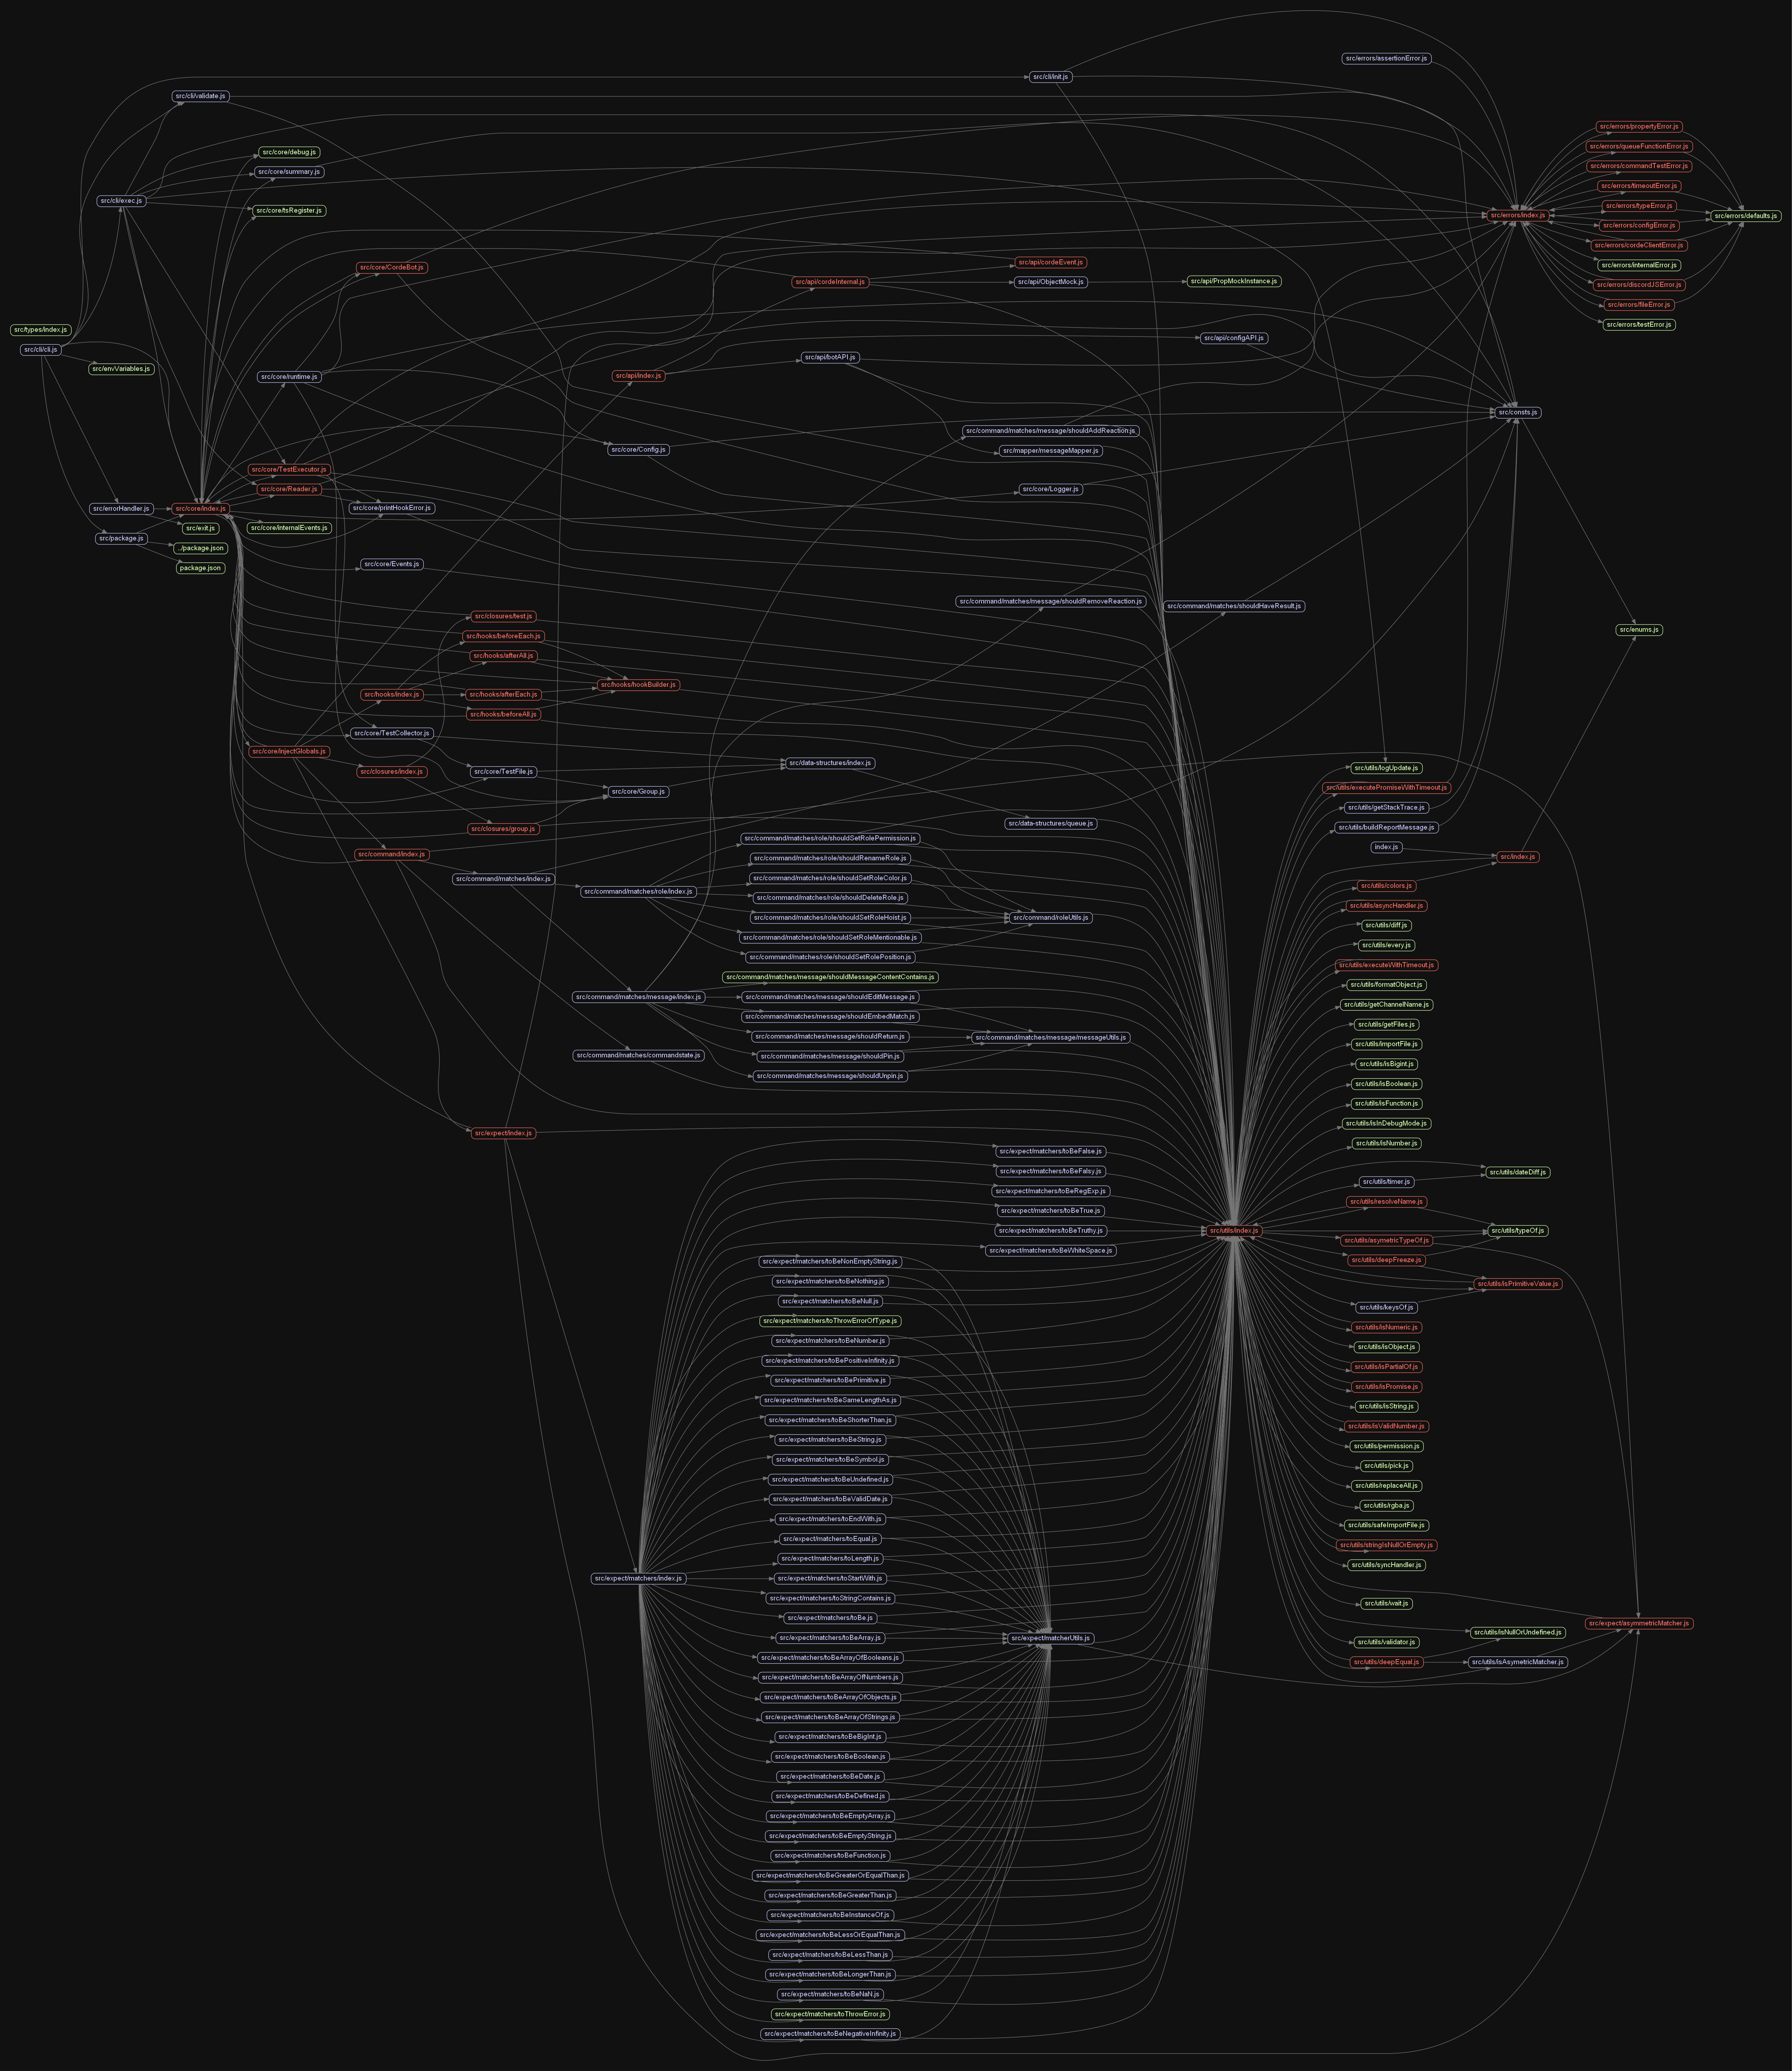 src/errors/assertionError.js
src/cli/init.js
src/cli/validate.js
src/errors/propertyError.js
src/errors/queueFunctionError.js
src/core/debug.js
src/errors/commandTestError.js
src/core/summary.js
src/errors/timeoutError.js
src/cli/exec.js
src/errors/typeError.js
src/core/tsRegister.js
src/errors/index.js
src/errors/defaults.js
src/errors/configError.js
src/errors/cordeClientError.js
src/api/cordeEvent.js
src/errors/internalError.js
src/core/CordeBot.js
src/api/cordeInternal.js
src/api/ObjectMock.js
src/api/PropMockInstance.js
src/errors/discordJSError.js
src/errors/fileError.js
src/errors/testError.js
src/types/index.js
src/api/configAPI.js
src/cli/cli.js
src/api/botAPI.js
src/envVariables.js
src/core/runtime.js
src/api/index.js
src/consts.js
src/command/matches/message/shouldAddReaction.js
src/core/Config.js
src/mapper/messageMapper.js
src/core/TestExecutor.js
src/core/Reader.js
src/core/Logger.js
src/errorHandler.js
src/core/index.js
src/core/printHookError.js
src/exit.js
src/core/internalEvents.js
src/package.js
../package.json
src/core/Events.js
package.json
src/command/matches/message/shouldRemoveReaction.js
src/command/matches/shouldHaveResult.js
src/closures/test.js
src/enums.js
src/hooks/beforeEach.js
src/hooks/afterAll.js
src/hooks/hookBuilder.js
src/hooks/index.js
src/hooks/afterEach.js
src/hooks/beforeAll.js
src/core/TestCollector.js
src/core/injectGlobals.js
src/data-structures/index.js
src/utils/logUpdate.js
src/closures/index.js
src/core/TestFile.js
src/utils/executePromiseWithTimeout.js
src/core/Group.js
src/utils/getStackTrace.js
src/data-structures/queue.js
src/closures/group.js
src/utils/buildReportMessage.js
src/command/matches/role/shouldSetRolePermission.js
index.js
src/command/index.js
src/command/matches/role/shouldRenameRole.js
src/index.js
src/command/matches/index.js
src/command/matches/role/shouldSetRoleColor.js
src/utils/colors.js
src/command/matches/role/index.js
src/command/matches/role/shouldDeleteRole.js
src/utils/asyncHandler.js
src/command/matches/role/shouldSetRoleHoist.js
src/command/roleUtils.js
src/utils/diff.js
src/command/matches/role/shouldSetRoleMentionable.js
src/utils/every.js
src/command/matches/role/shouldSetRolePosition.js
src/utils/executeWithTimeout.js
src/command/matches/message/shouldMessageContentContains.js
src/utils/formatObject.js
src/command/matches/message/index.js
src/command/matches/message/shouldEditMessage.js
src/utils/getChannelName.js
src/command/matches/message/shouldEmbedMatch.js
src/utils/getFiles.js
src/command/matches/message/shouldReturn.js
src/command/matches/message/messageUtils.js
src/utils/importFile.js
src/command/matches/commandstate.js
src/command/matches/message/shouldPin.js
src/utils/isBigint.js
src/command/matches/message/shouldUnpin.js
src/utils/isBoolean.js
src/utils/isFunction.js
src/utils/isInDebugMode.js
src/expect/index.js
src/utils/isNumber.js
src/expect/matchers/toBeFalse.js
src/expect/matchers/toBeFalsy.js
src/utils/dateDiff.js
src/utils/timer.js
src/expect/matchers/toBeRegExp.js
src/utils/resolveName.js
src/expect/matchers/toBeTrue.js
src/expect/matchers/toBeTruthy.js
src/utils/index.js
src/utils/typeOf.js
src/utils/asymetricTypeOf.js
src/expect/matchers/toBeWhiteSpace.js
src/expect/matchers/toBeNonEmptyString.js
src/utils/deepFreeze.js
src/expect/matchers/toBeNothing.js
src/utils/isPrimitiveValue.js
src/expect/matchers/toBeNull.js
src/utils/keysOf.js
src/expect/matchers/toThrowErrorOfType.js
src/utils/isNumeric.js
src/expect/matchers/toBeNumber.js
src/utils/isObject.js
src/expect/matchers/toBePositiveInfinity.js
src/utils/isPartialOf.js
src/expect/matchers/toBePrimitive.js
src/utils/isPromise.js
src/expect/matchers/toBeSameLengthAs.js
src/utils/isString.js
src/expect/matchers/toBeShorterThan.js
src/utils/isValidNumber.js
src/expect/matchers/toBeString.js
src/utils/permission.js
src/expect/matchers/toBeSymbol.js
src/utils/pick.js
src/expect/matchers/toBeUndefined.js
src/utils/replaceAll.js
src/expect/matchers/toBeValidDate.js
src/utils/rgba.js
src/expect/matchers/toEndWith.js
src/utils/safeImportFile.js
src/expect/matchers/toEqual.js
src/utils/stringIsNullOrEmpty.js
src/expect/matchers/toLength.js
src/utils/syncHandler.js
src/expect/matchers/index.js
src/expect/matchers/toStartWith.js
src/expect/matchers/toStringContains.js
src/utils/wait.js
src/expect/matchers/toBe.js
src/expect/asymmetricMatcher.js
src/utils/isNullOrUndefined.js
src/expect/matchers/toBeArray.js
src/expect/matcherUtils.js
src/utils/validator.js
src/expect/matchers/toBeArrayOfBooleans.js
src/utils/deepEqual.js
src/utils/isAsymetricMatcher.js
src/expect/matchers/toBeArrayOfNumbers.js
src/expect/matchers/toBeArrayOfObjects.js
src/expect/matchers/toBeArrayOfStrings.js
src/expect/matchers/toBeBigInt.js
src/expect/matchers/toBeBoolean.js
src/expect/matchers/toBeDate.js
src/expect/matchers/toBeDefined.js
src/expect/matchers/toBeEmptyArray.js
src/expect/matchers/toBeEmptyString.js
src/expect/matchers/toBeFunction.js
src/expect/matchers/toBeGreaterOrEqualThan.js
src/expect/matchers/toBeGreaterThan.js
src/expect/matchers/toBeInstanceOf.js
src/expect/matchers/toBeLessOrEqualThan.js
src/expect/matchers/toBeLessThan.js
src/expect/matchers/toBeLongerThan.js
src/expect/matchers/toBeNaN.js
src/expect/matchers/toThrowError.js
src/expect/matchers/toBeNegativeInfinity.js